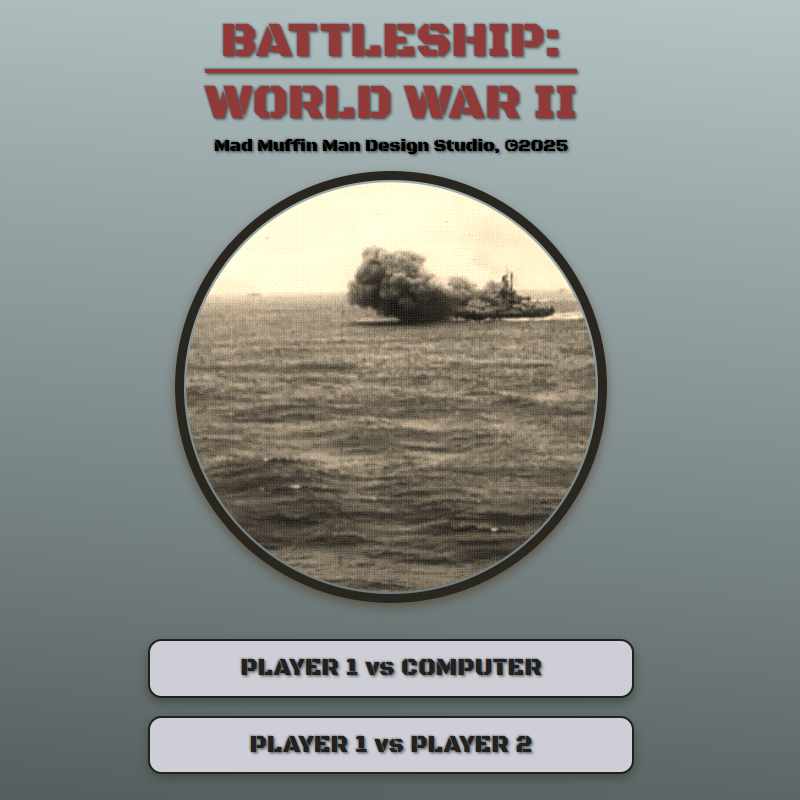 BATTLESHIP:
WORLD WAR II
Mad Muffin Man Design Studio, ©2025
PLAYER 1 vs COMPUTER
PLAYER 1 vs PLAYER 2